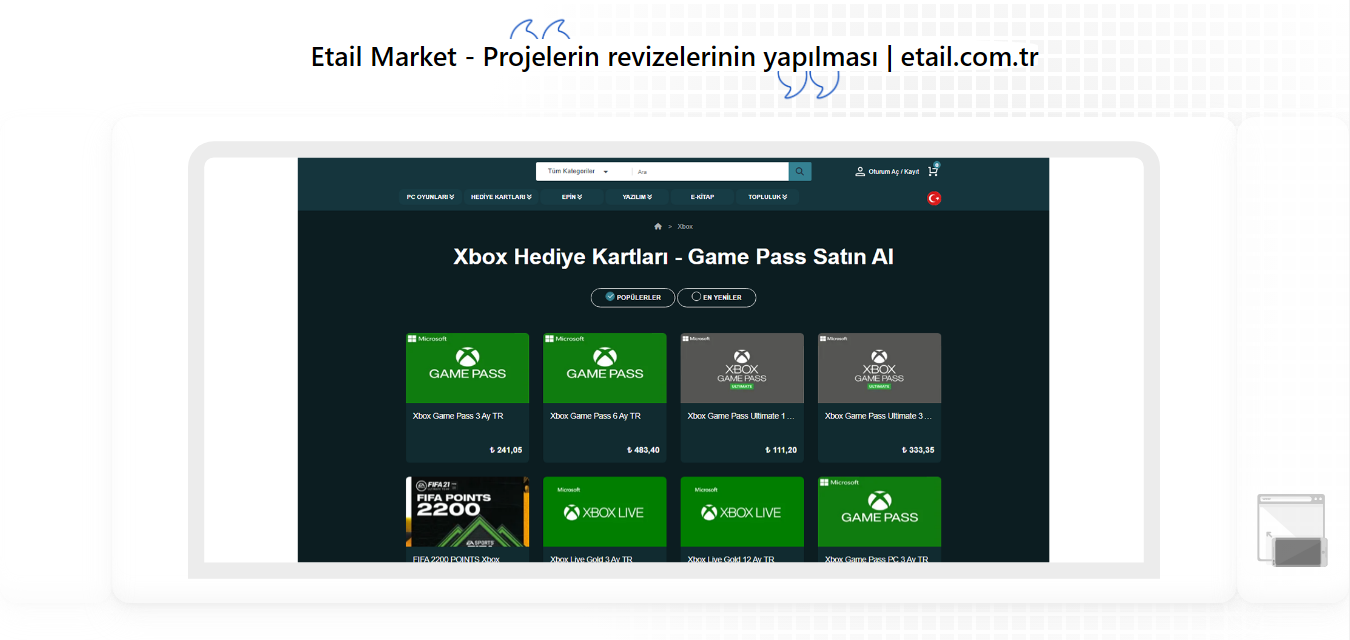 Etail Market - Projelerin revizelerinin yapılması | etail.com.tr
Tüm Kategoriler
Ara
Oturum Aç / Kayıt
PC OYUNLARI
HEDİYE KARTLARI
EPİN
YAZILIM
E-KİTAP
TOPLULUK
> Xbox
Xbox Hediye Kartları - Game Pass Satın Al
POPÜLERLER
EN YENİLER
Microsoft
GAME PASS
Xbox Game Pass 3 Ay TR
₺ 241,05
Microsoft
GAME PASS
Xbox Game Pass 6 Ay TR
₺ 483,40
Microsoft
XBOX
GAME PASS
ULTIMATE
Xbox Game Pass Ultimate 1 ...
₺ 111,20
Microsoft
XBOX
GAME PASS
ULTIMATE
Xbox Game Pass Ultimate 3 ...
₺ 333,35
FIFA 21
FIFA POINTS
2200
EA SPORTS
FIFA 2200 POINTS Xbox
Microsoft
XBOX LIVE
Xbox Live Gold 3 Ay TR
Microsoft
XBOX LIVE
Xbox Live Gold 12 Ay TR
Microsoft
GAME PASS
Xbox Game Pass PC 3 Ay TR